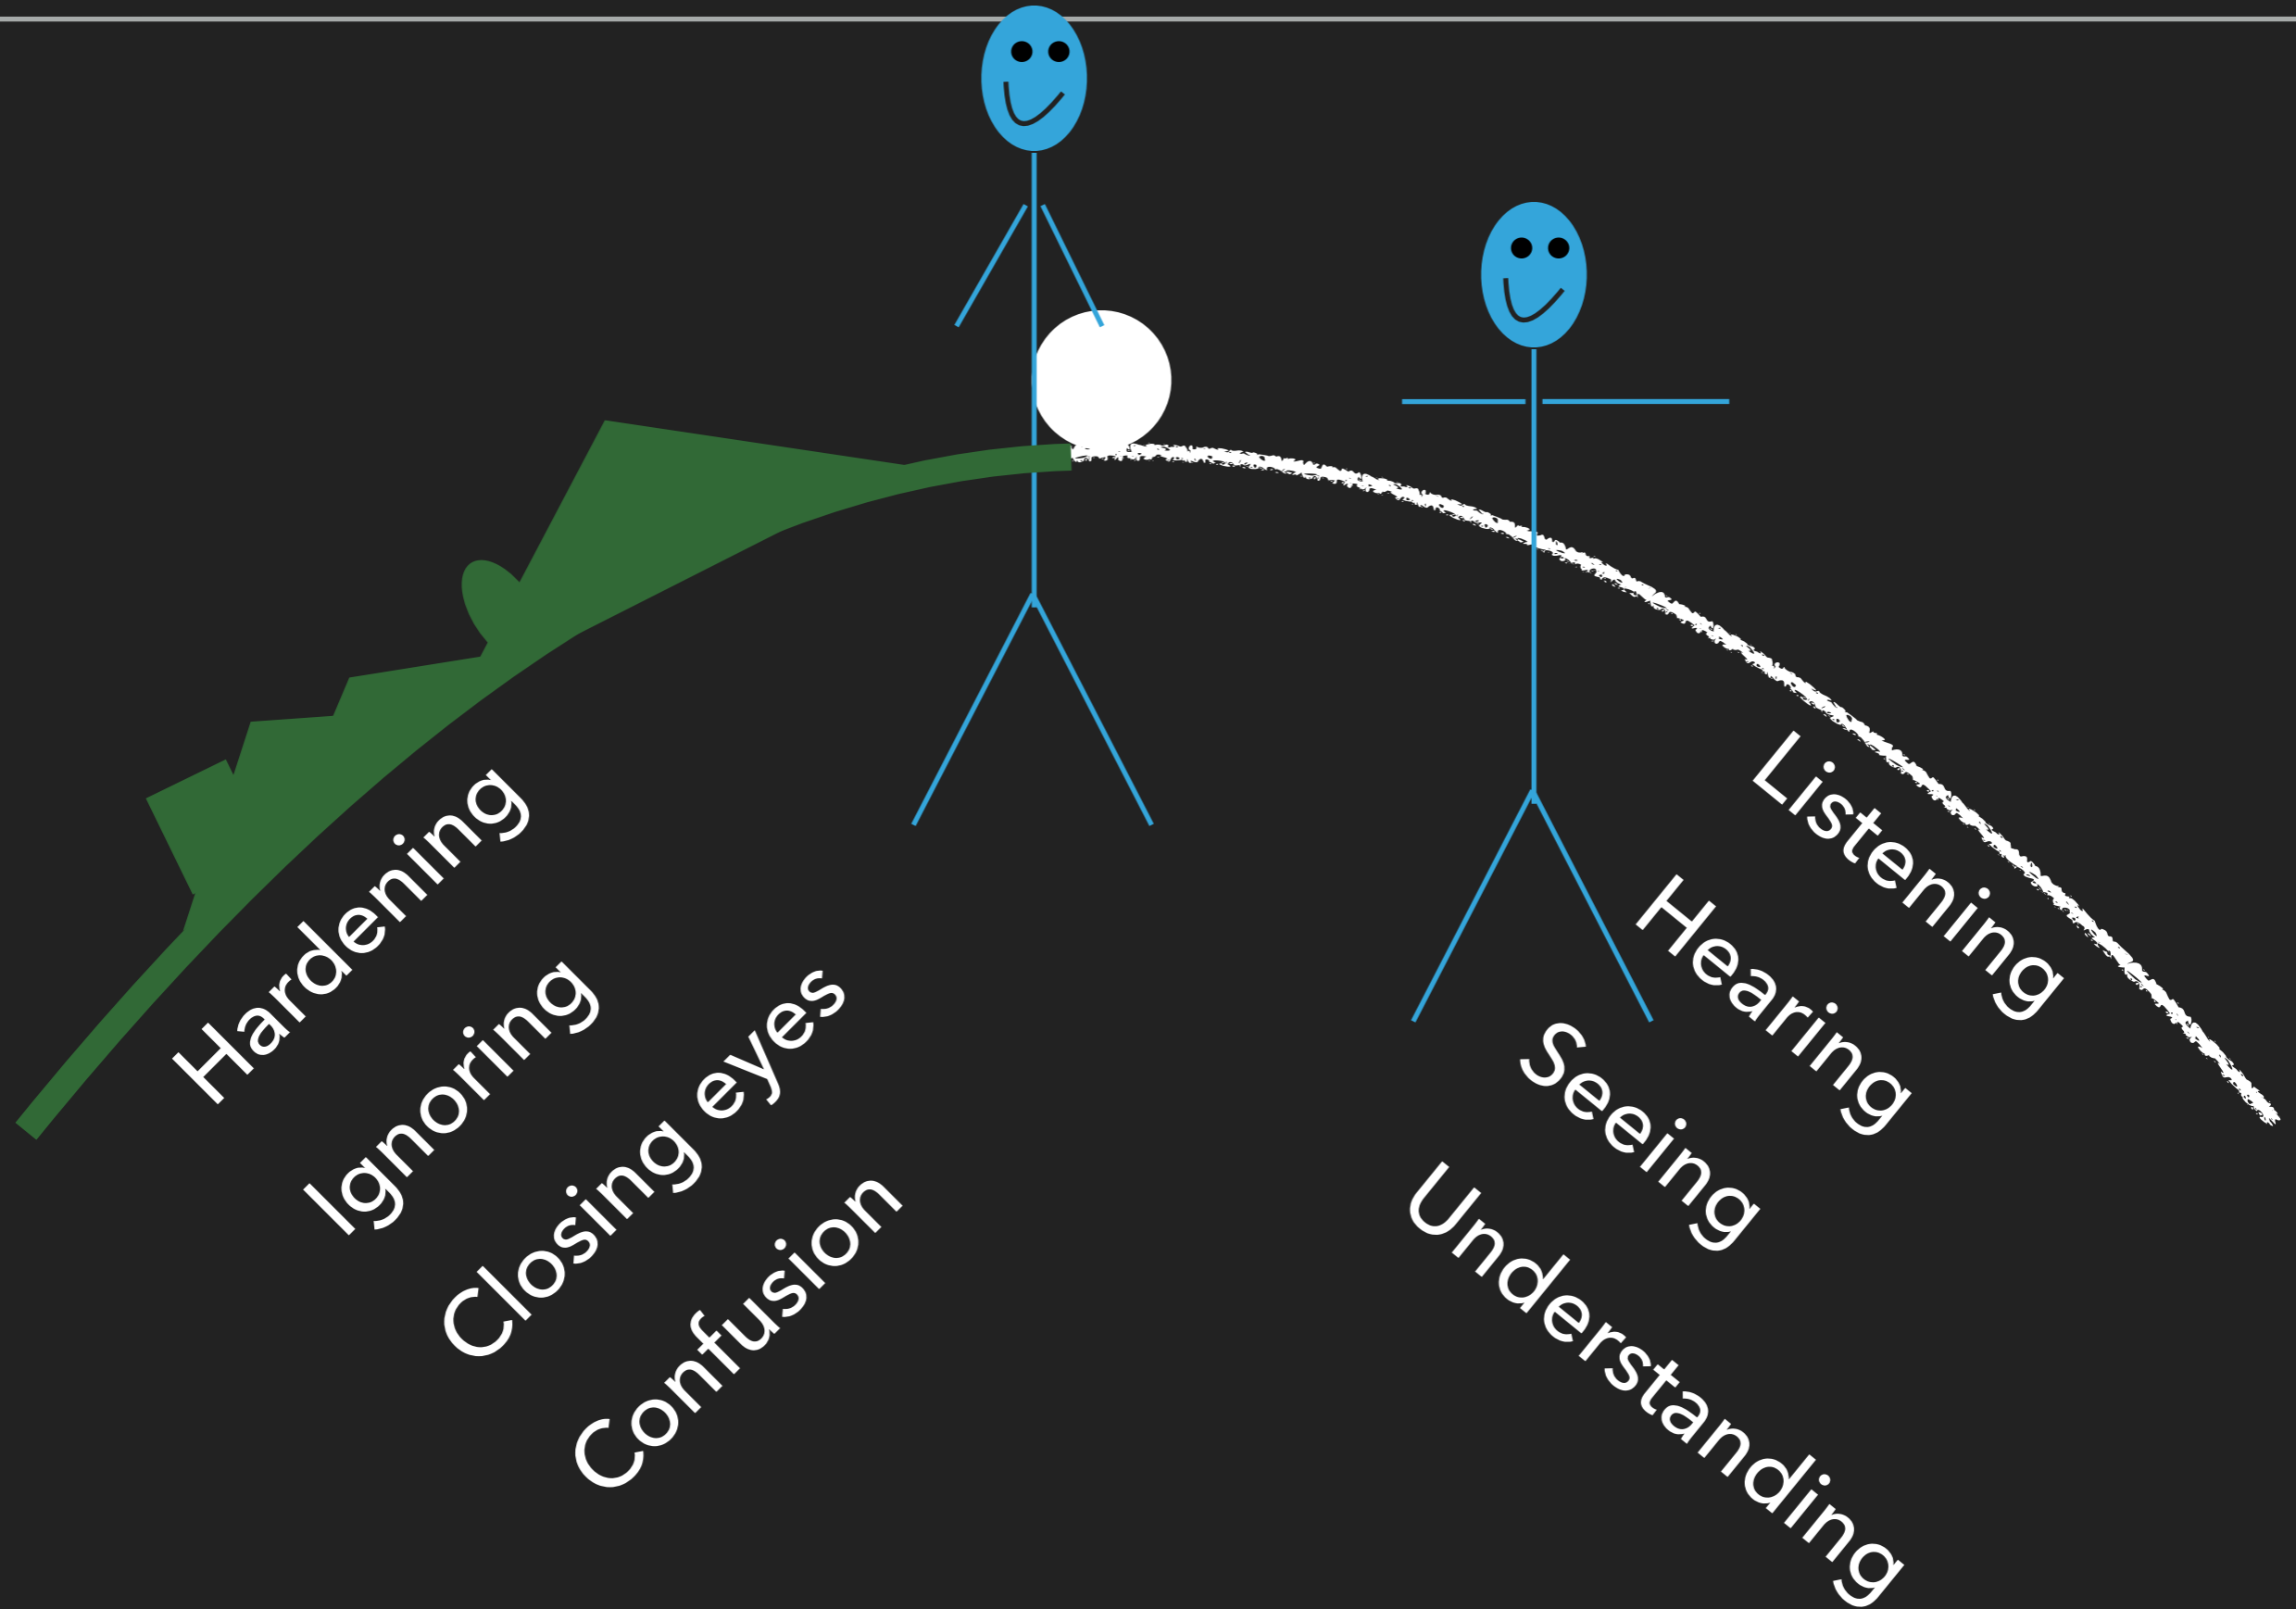 Hardening
Ignoring
Closing eyes
Confusion
Listening
Hearing
Seeing
Understanding